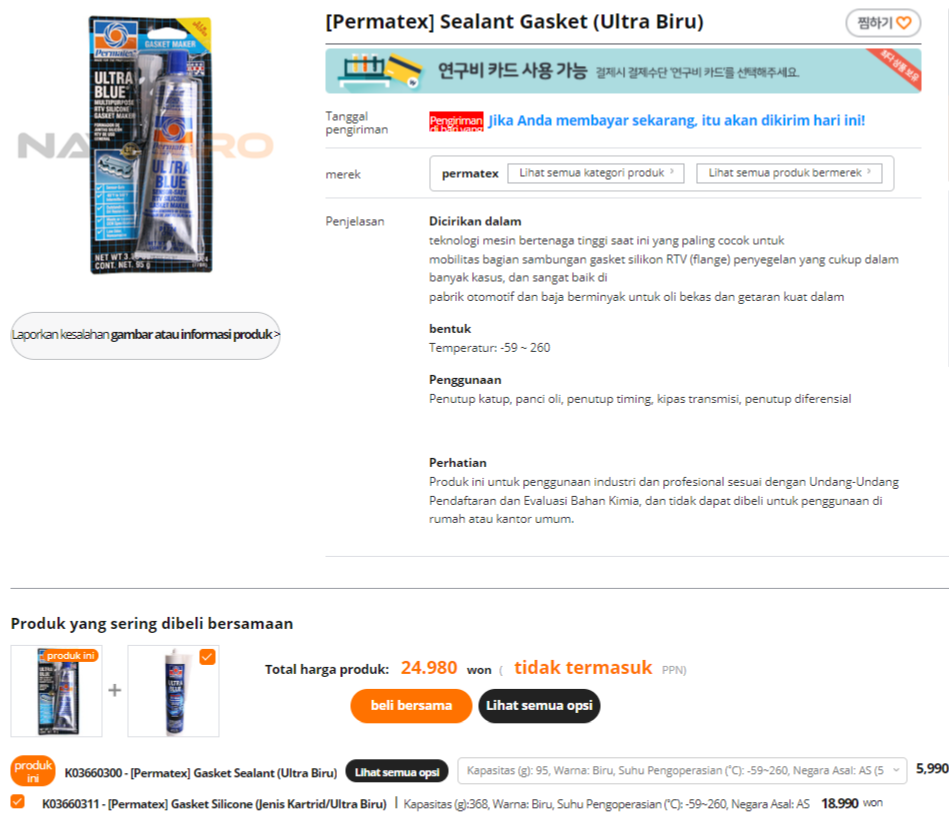 [Permatex] Sealant Gasket (Ultra Biru)
찜하기
연구비 카드 사용 가능 결제시 결제수단 '연구비 카드'를 선택해주세요.
Tanggal
pengiriman
Pengiriman
di hari yang
Jika Anda membayar sekarang, itu akan dikirim hari ini!
merek
permatex
Lihat semua kategori produk >
Lihat semua produk bermerek >
Penjelasan
Dicirikan dalam
teknologi mesin bertenaga tinggi saat ini yang paling cocok untuk
mobilitas bagian sambungan gasket silikon RTV (flange) penyegelan yang cukup dalam
banyak kasus, dan sangat baik di
pabrik otomotif dan baja berminyak untuk oli bekas dan getaran kuat dalam
bentuk
Temperatur: -59 ~ 260
Penggunaan
Penutup katup, panci oli, penutup timing, kipas transmisi, penutup diferensial
Perhatian
Produk ini untuk penggunaan industri dan profesional sesuai dengan Undang-Undang
Pendaftaran dan Evaluasi Bahan Kimia, dan tidak dapat dibeli untuk penggunaan di
rumah atau kantor umum.
Permatex
GASKET MAKER
ULTRA
BLUE
MULTIPURPOSE
RTV SILICONE
GASKET MAKER
Permatex
ULTRA
BLUE
RTV SILICONE
GASKET MAKER
CONT. NET. 95 g
Laporkan kesalahan gambar atau informasi produk >
Produk yang sering dibeli bersamaan
produk ini
+
Total harga produk: 24.980 won ( tidak termasuk PPN)
beli bersama
Lihat semua opsi
produk
ini
K03660300 - [Permatex] Gasket Sealant (Ultra Biru)
Lihat semua opsi
Kapasitas (g): 95, Warna: Biru, Suhu Pengoperasian (°C): -59~260, Negara Asal: AS (5
5,990
K03660311 - [Permatex] Gasket Silicone (Jenis Kartrid/Ultra Biru) | Kapasitas (g):368, Warna: Biru, Suhu Pengoperasian (°C): -59~260, Negara Asal: AS 18.990 won